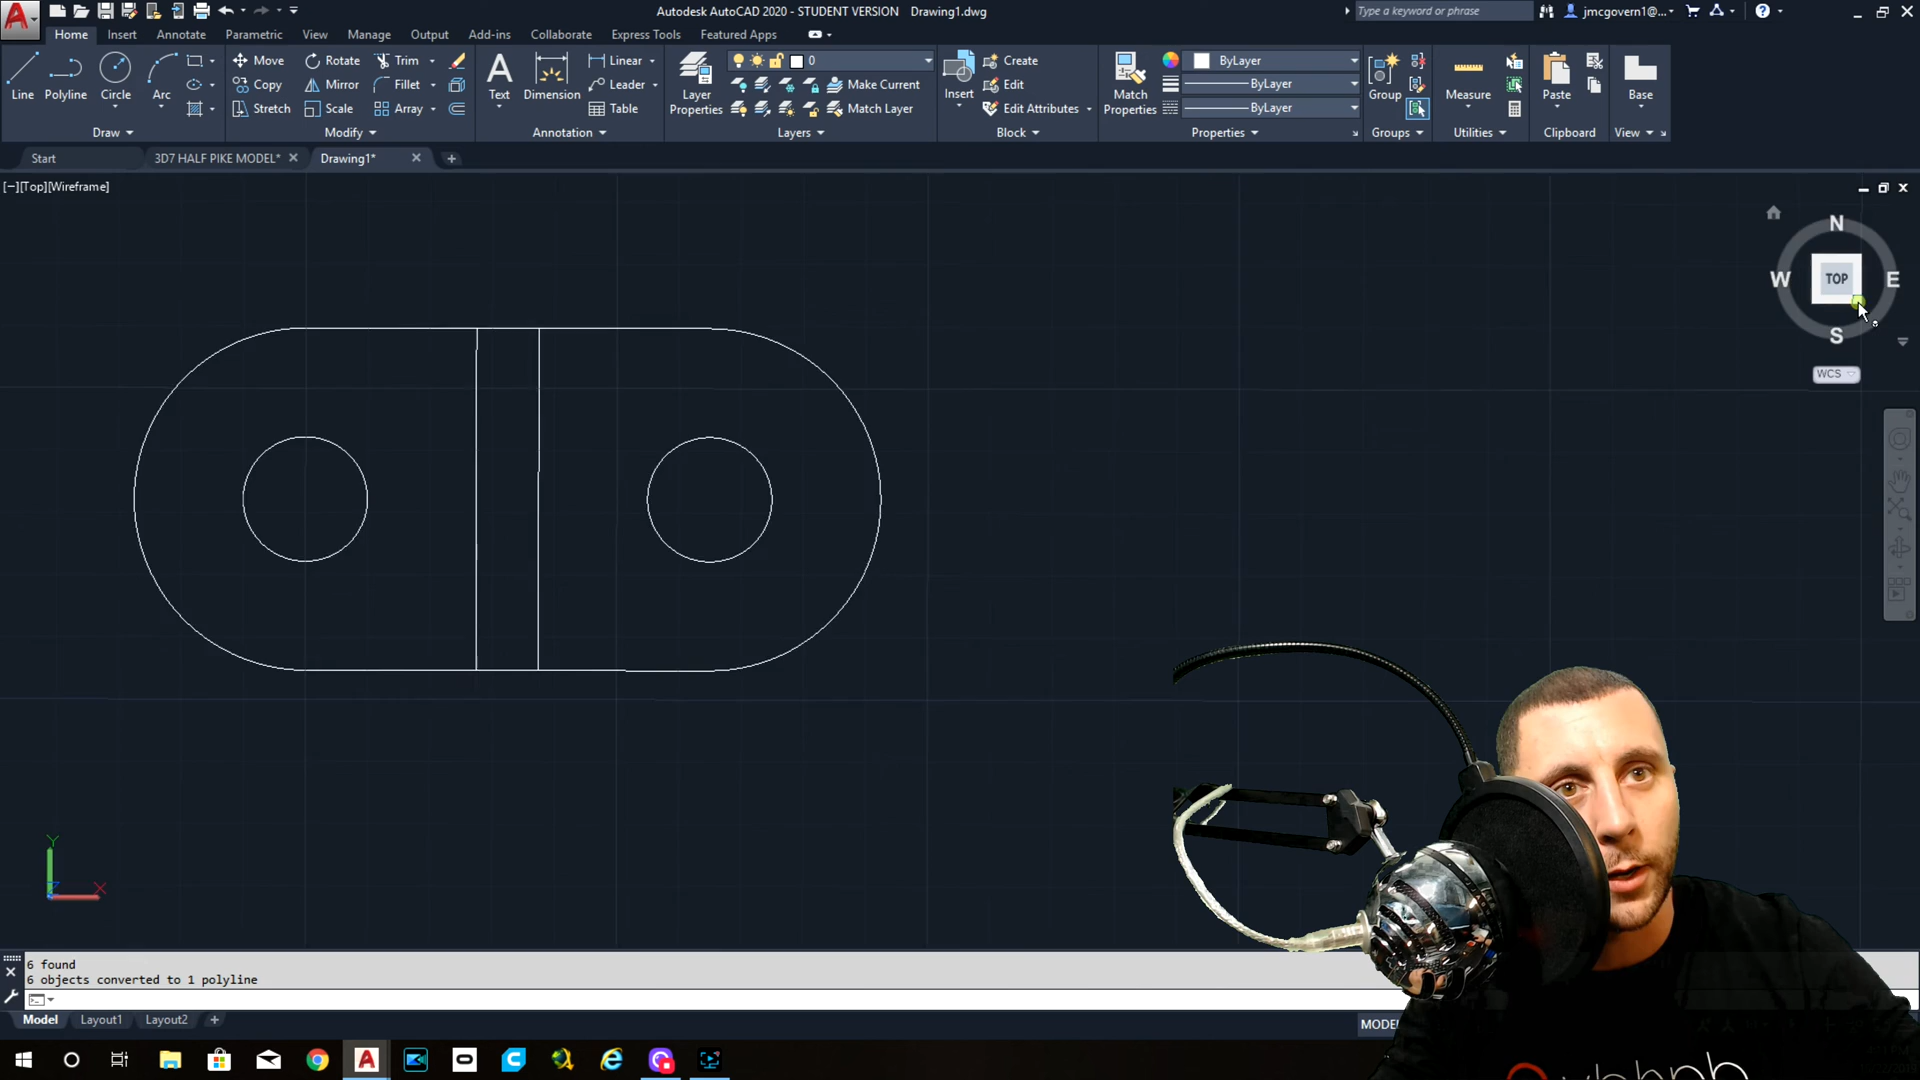 Autodesk AutoCAD 2020 - STUDENT VERSION Drawing1.dwg
Type a keyword or phrase
jmcgovern1@...
Home Insert Annotate Parametric View Manage Output Add-ins Collaborate Express Tools Featured Apps
Line Polyline Circle Arc
Move Rotate Trim
Copy Mirror Fillet
Stretch Scale Array
Text Dimension
Linear
Leader
Table
Layer Properties
0
Make Current
Match Layer
Insert
Create
Edit
Edit Attributes
Match Properties
ByLayer
ByLayer
ByLayer
Group
Measure
Paste
Base
Draw Modify Annotation Layers Block Properties Groups Utilities Clipboard View
Start 3D7 HALF PIKE MODEL* Drawing1*
[−][Top][Wireframe]
N
W TOP E
S
WCS
Y
X
6 found
6 objects converted to 1 polyline
Model Layout1 Layout2
MODEL